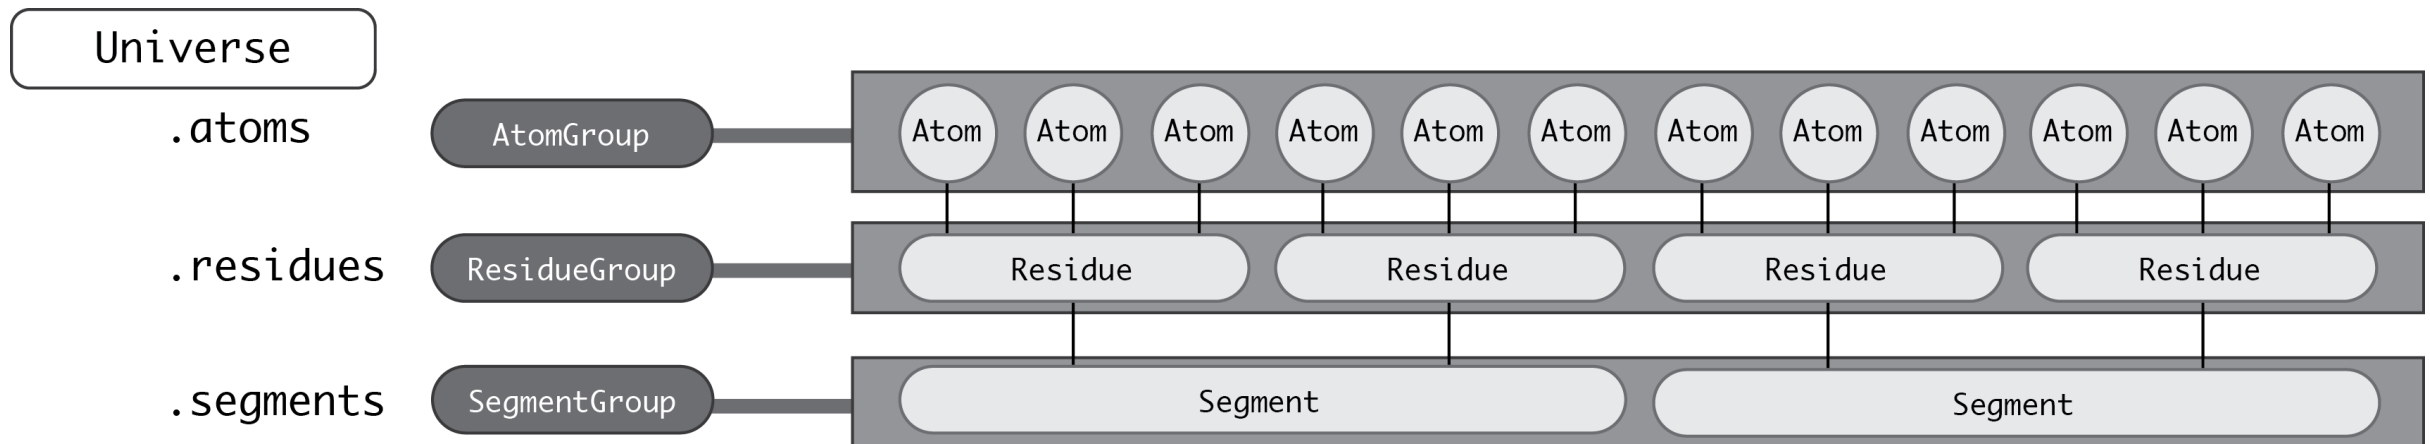 Universe
.atoms AtomGroup Atom Atom Atom Atom Atom Atom Atom Atom Atom Atom Atom Atom
.residues ResidueGroup Residue Residue Residue Residue
.segments SegmentGroup Segment Segment